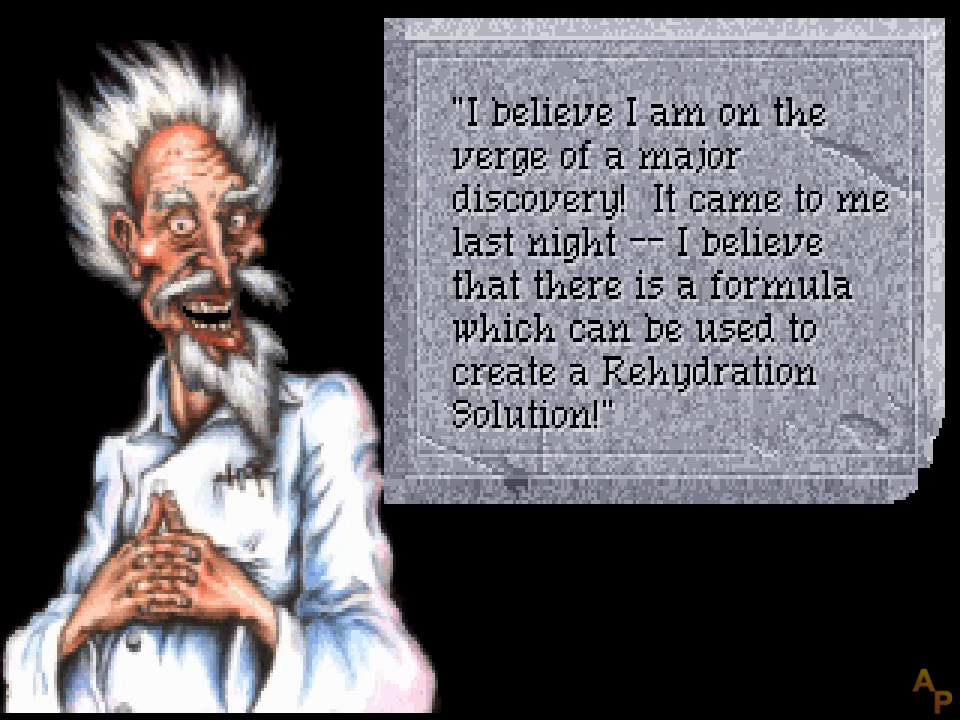 "I believe I am on the
verge of a major
discovery!  It came to me
last night -- I believe
that there is a formula
which can be used to
create a Rehydration
Solution!"
AP